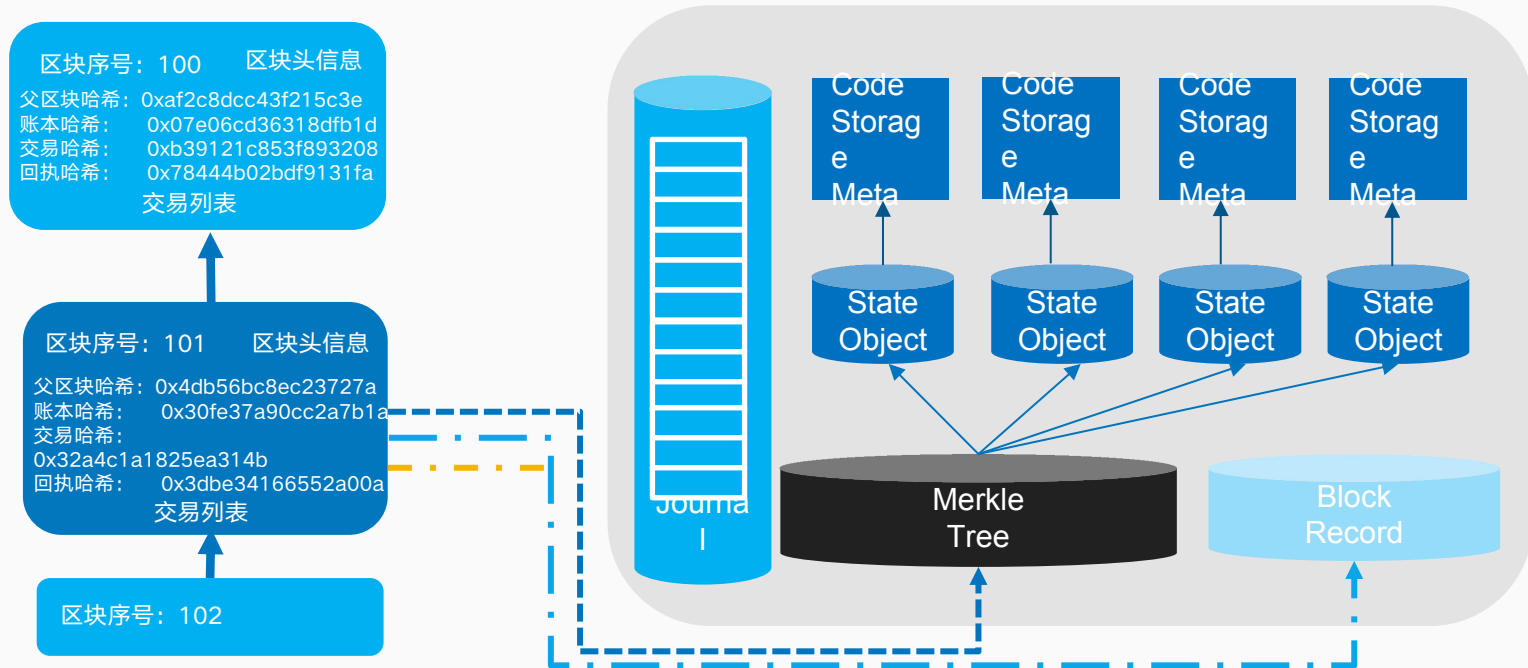 区块序号：100 区块头信息
父区块哈希：0xaf2c8dcc43f215c3e
账本哈希： 0x07e06cd36318dfb1d
交易哈希： 0xb39121c853f893208
回执哈希： 0x78444b02bdf9131fa
交易列表
区块序号：101 区块头信息
父区块哈希：0x4db56bc8ec23727a
账本哈希： 0x30fe37a90cc2a7b1a
交易哈希：
0x32a4c1a1825ea314b
回执哈希： 0x3dbe34166552a00a
交易列表
区块序号：102
Journa
l
Code
Storag
e
Meta
Code
Storag
e
Meta
Code
Storag
e
Meta
Code
Storag
e
Meta
State
Object
State
Object
State
Object
State
Object
Merkle
Tree
Block
Record